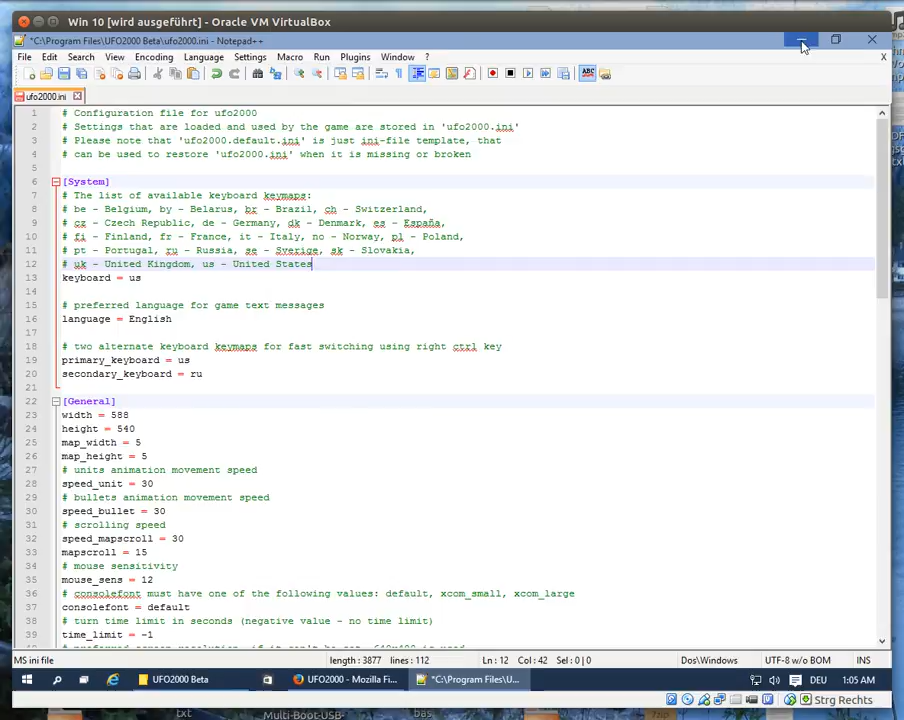 Win 10 [wird ausgeführt] - Oracle VM VirtualBox
*C:\Program Files\UFO2000 Beta\ufo2000.ini - Notepad++
File Edit Search View Encoding Language Settings Macro Run Plugins Window ? X
ufo2000.ini
1 # Configuration file for ufo2000
2 # Settings that are loaded and used by the game are stored in 'ufo2000.ini'
3 # Please note that 'ufo2000.default.ini' is just ini-file template, that
4 # can be used to restore 'ufo2000.ini' when it is missing or broken
5
6 [System]
7 # The list of available keyboard keymaps:
8 # be - Belgium, by - Belarus, br - Brazil, ch - Switzerland,
9 # cz - Czech Republic, de - Germany, dk - Denmark, es - España,
10 # fi - Finland, fr - France, it - Italy, no - Norway, pl - Poland,
11 # pt - Portugal, ru - Russia, se - Sverige, sk - Slovakia,
12 # uk - United Kingdom, us - United States
13 keyboard = us
14
15 # preferred language for game text messages
16 language = English
17
18 # two alternate keyboard keymaps for fast switching using right ctrl key
19 primary_keyboard = us
20 secondary_keyboard = ru
21
22 [General]
23 width = 588
24 height = 540
25 map_width = 5
26 map_height = 5
27 # units animation movement speed
28 speed_unit = 30
29 # bullets animation movement speed
30 speed_bullet = 30
31 # scrolling speed
32 speed_mapscroll = 30
33 mapscroll = 15
34 # mouse sensitivity
35 mouse_sens = 12
36 # consolefont must have one of the following values: default, xcom_small, xcom_large
37 consolefont = default
38 # turn time limit in seconds (negative value - no time limit)
39 time_limit = -1
MS ini file length : 3877 lines : 112 Ln : 12 Col : 42 Sel : 0 | 0 Dos\Windows UTF-8 w/o BOM INS
UFO2000 Beta UFO2000 - Mozilla Fi... *C:\Program Files\U... DEU 1:05 AM
Strg Rechts
txt Multi-Boot-USB- bas